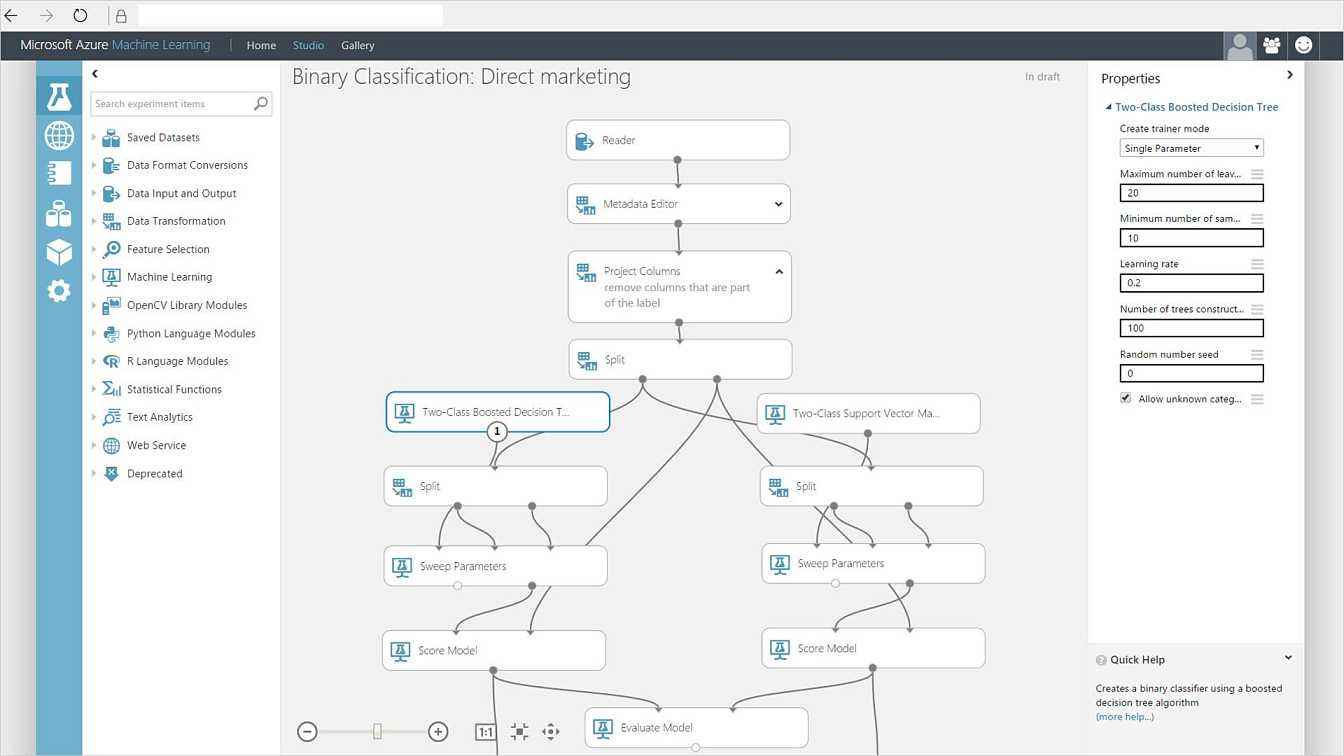 Microsoft Azure Machine Learning
Home
Studio
Gallery
Search experiment items
Saved Datasets
Data Format Conversions
Data Input and Output
Data Transformation
Feature Selection
Machine Learning
OpenCV Library Modules
Python Language Modules
R Language Modules
Statistical Functions
Text Analytics
Web Service
Deprecated
Binary Classification: Direct marketing
In draft
Reader
Metadata Editor
Project Columns
remove columns that are part
of the label
Split
Two-Class Boosted Decision T...
1
Two-Class Support Vector Ma...
Split
Split
Sweep Parameters
Sweep Parameters
Score Model
Score Model
Evaluate Model
1:1
Properties
Two-Class Boosted Decision Tree
Create trainer mode
Single Parameter
Maximum number of leav...
20
Minimum number of sam...
10
Learning rate
0.2
Number of trees construct...
100
Random number seed
0
Allow unknown categ...
Quick Help
Creates a binary classifier using a boosted
decision tree algorithm
(more help...)